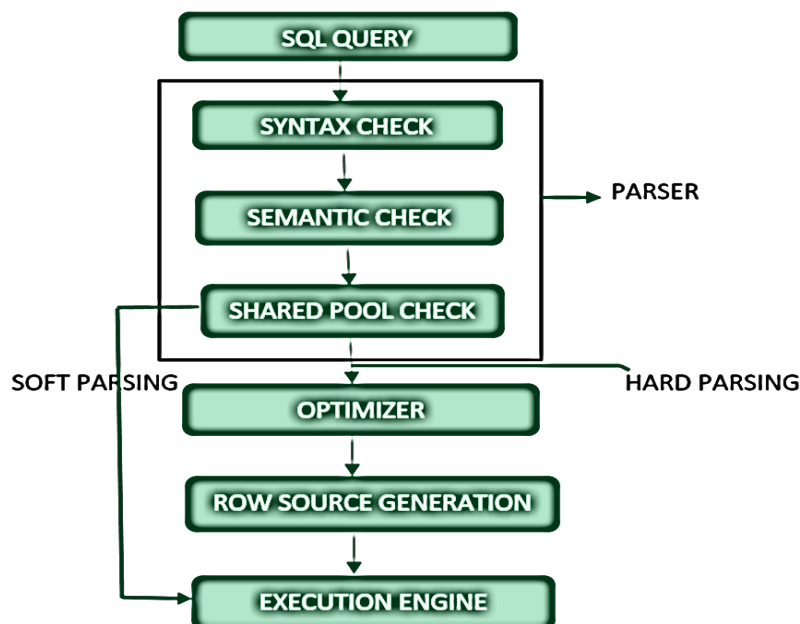 SQL QUERY
SYNTAX CHECK
PARSER
SEMANTIC CHECK
SHARED POOL CHECK
SOFT PARSING
HARD PARSING
OPTIMIZER
ROW SOURCE GENERATION
EXECUTION ENGINE